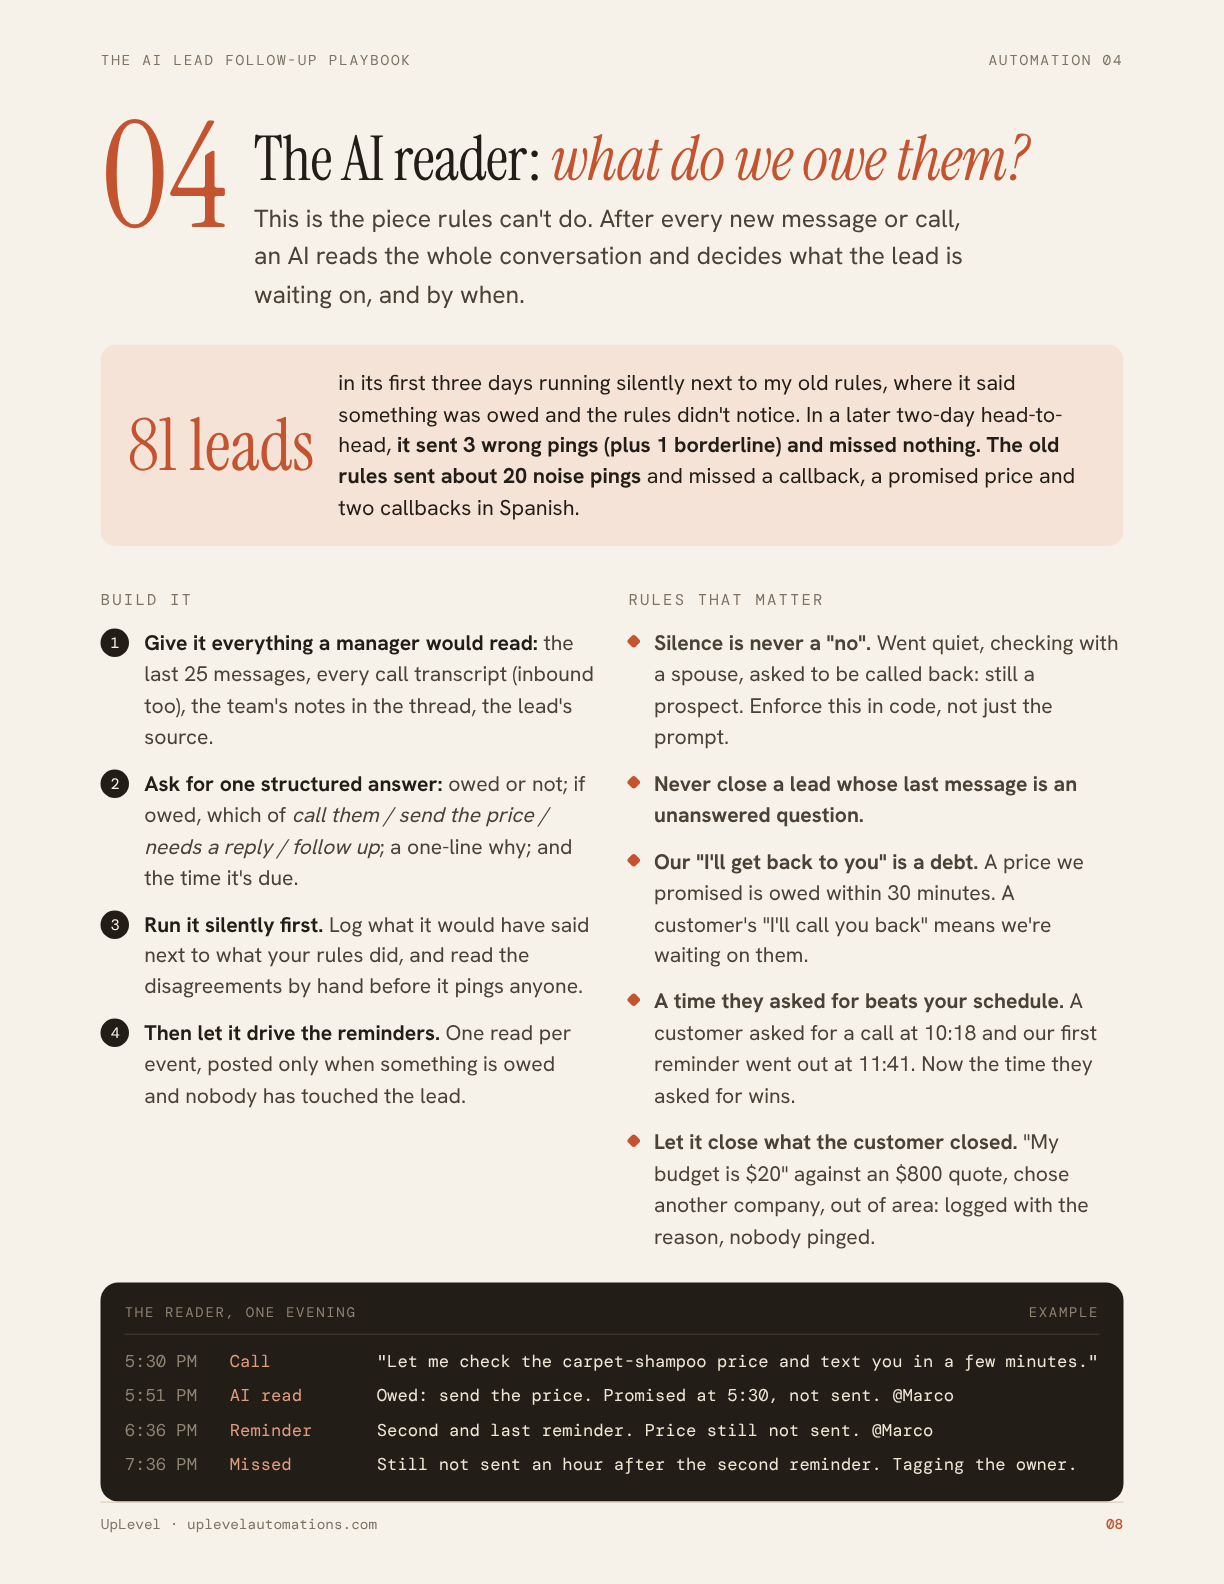 THE AI LEAD FOLLOW-UP PLAYBOOK
AUTOMATION 04
04
The AI reader: what do we owe them?
This is the piece rules can't do. After every new message or call,
an AI reads the whole conversation and decides what the lead is
waiting on, and by when.
81 leads
in its first three days running silently next to my old rules, where it said
something was owed and the rules didn't notice. In a later two-day head-to-
head, it sent 3 wrong pings (plus 1 borderline) and missed nothing. The old
rules sent about 20 noise pings and missed a callback, a promised price and
two callbacks in Spanish.
BUILD IT
1 Give it everything a manager would read: the
last 25 messages, every call transcript (inbound
too), the team's notes in the thread, the lead's
source.
2 Ask for one structured answer: owed or not; if
owed, which of call them / send the price /
needs a reply / follow up; a one-line why; and
the time it's due.
3 Run it silently first. Log what it would have said
next to what your rules did, and read the
disagreements by hand before it pings anyone.
4 Then let it drive the reminders. One read per
event, posted only when something is owed
and nobody has touched the lead.
RULES THAT MATTER
Silence is never a "no". Went quiet, checking with
a spouse, asked to be called back: still a
prospect. Enforce this in code, not just the
prompt.
Never close a lead whose last message is an
unanswered question.
Our "I'll get back to you" is a debt. A price we
promised is owed within 30 minutes. A
customer's "I'll call you back" means we're
waiting on them.
A time they asked for beats your schedule. A
customer asked for a call at 10:18 and our first
reminder went out at 11:41. Now the time they
asked for wins.
Let it close what the customer closed. "My
budget is $20" against an $800 quote, chose
another company, out of area: logged with the
reason, nobody pinged.
THE READER, ONE EVENING
EXAMPLE
5:30 PM Call "Let me check the carpet-shampoo price and text you in a few minutes."
5:51 PM AI read Owed: send the price. Promised at 5:30, not sent. @Marco
6:36 PM Reminder Second and last reminder. Price still not sent. @Marco
7:36 PM Missed Still not sent an hour after the second reminder. Tagging the owner.
UpLevel · uplevelautomations.com
08